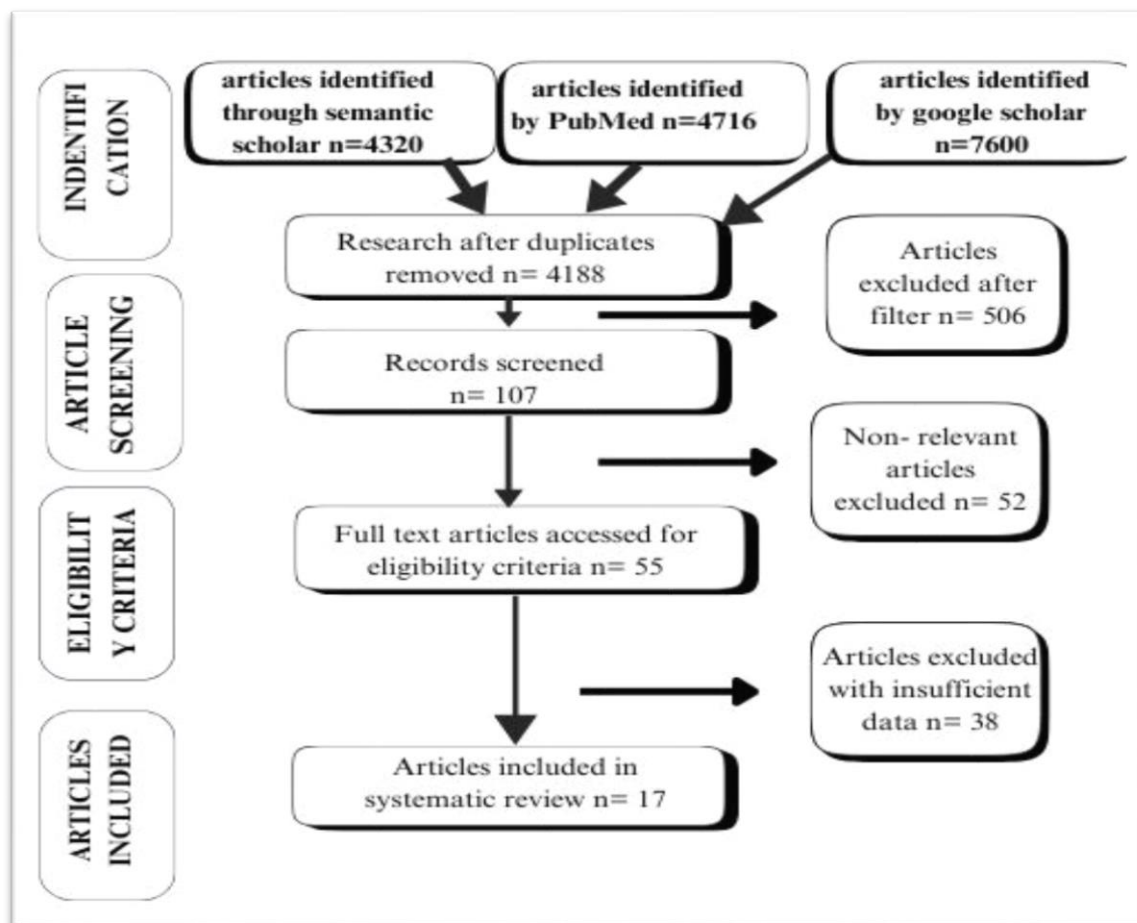 INDENTIFI
CATION
articles identified
through semantic
scholar n=4320
articles identified
by PubMed n=4716
articles identified
by google scholar
n=7600
Research after duplicates
removed n= 4188
Articles
excluded after
filter n= 506
ARTICLE
SCREENING
Records screened
n= 107
Non- relevant
articles
excluded n= 52
ELIGIBILIT
Y CRITERIA
Full text articles accessed for
eligibility criteria n= 55
Articles excluded
with insufficient
data n= 38
ARTICLES
INCLUDED
Articles included in
systematic review n= 17